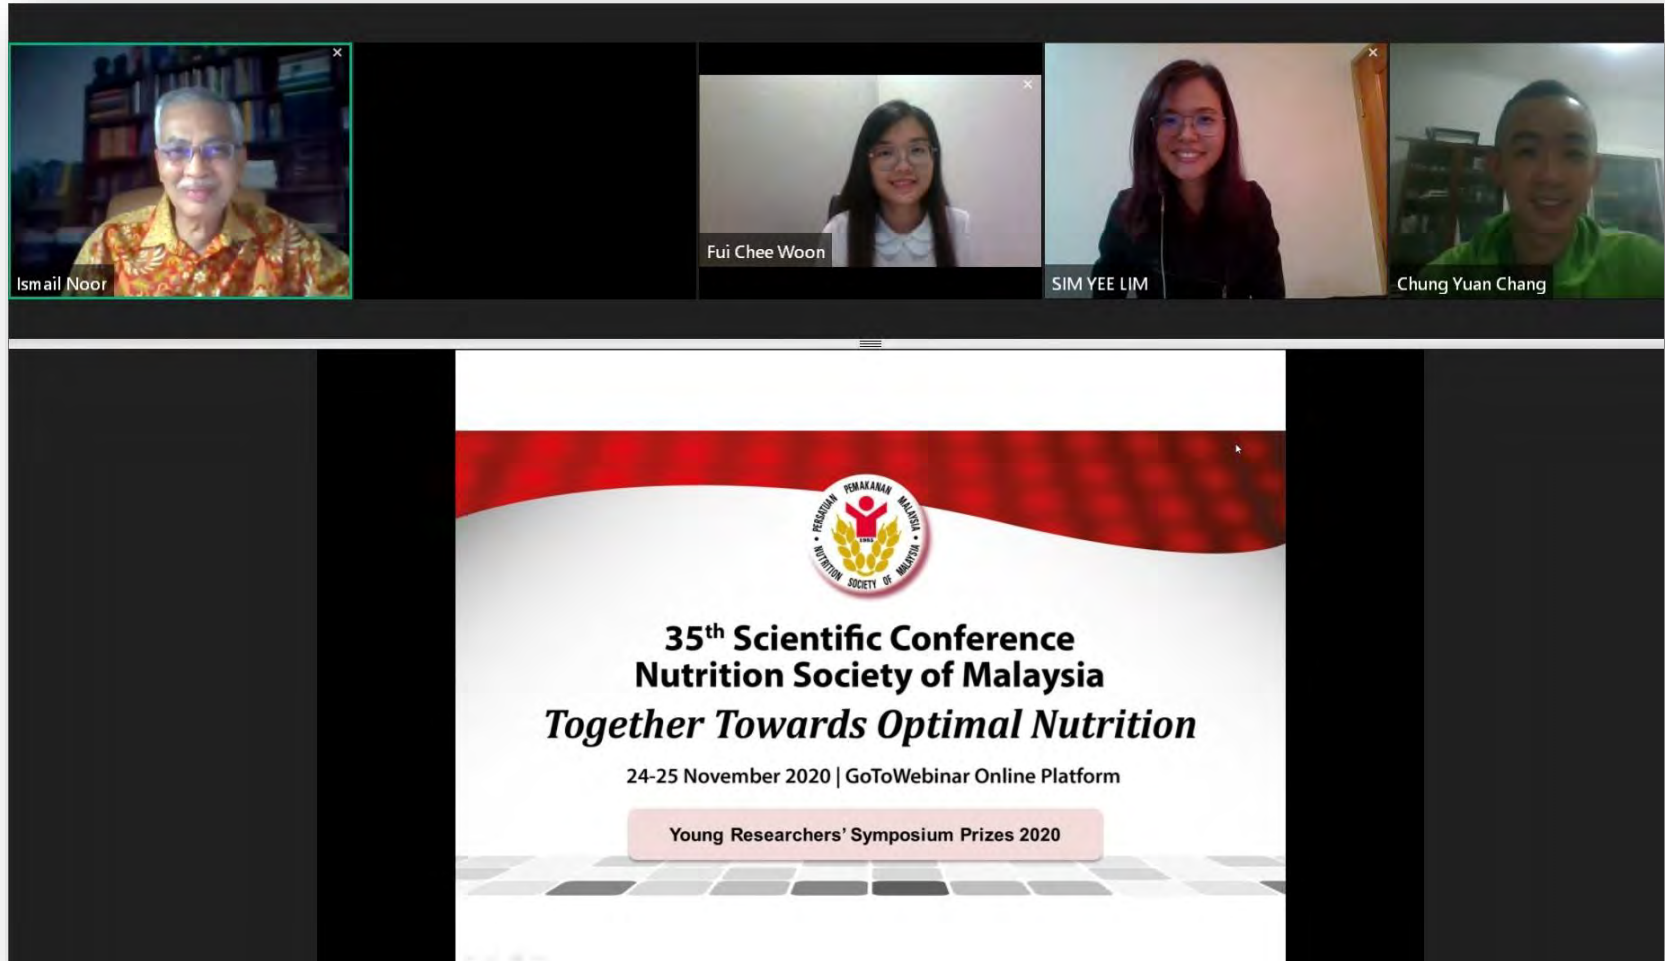 Ismail Noor
Fui Chee Woon
SIM YEE LIM
Chung Yuan Chang
PERSATUAN PEMAKANAN MALAYSIA
1985
NUTRITION SOCIETY OF MALAYSIA
35th Scientific Conference
Nutrition Society of Malaysia
Together Towards Optimal Nutrition
24-25 November 2020 | GoToWebinar Online Platform
Young Researchers’ Symposium Prizes 2020